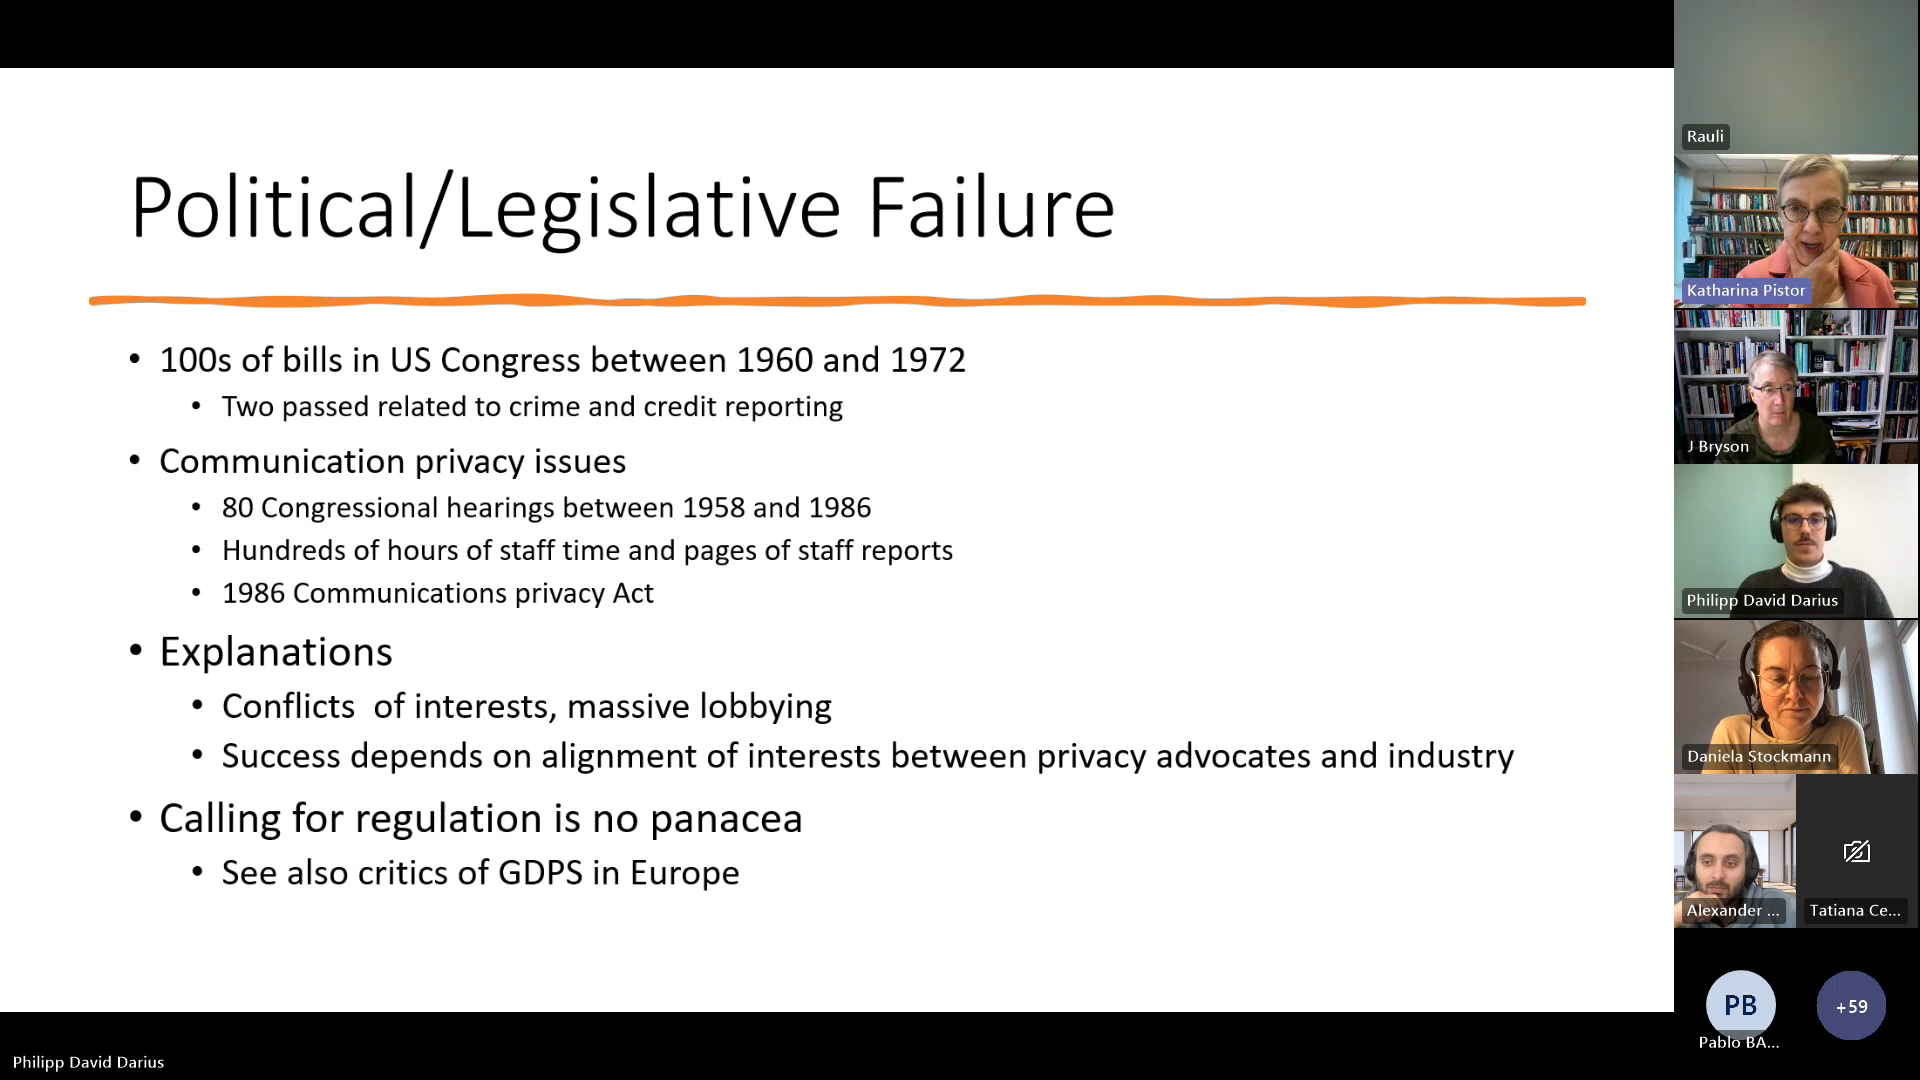 Political/Legislative Failure
• 100s of bills in US Congress between 1960 and 1972
• Two passed related to crime and credit reporting
• Communication privacy issues
• 80 Congressional hearings between 1958 and 1986
• Hundreds of hours of staff time and pages of staff reports
• 1986 Communications privacy Act
• Explanations
• Conflicts of interests, massive lobbying
• Success depends on alignment of interests between privacy advocates and industry
• Calling for regulation is no panacea
• See also critics of GDPS in Europe
Philipp David Darius
Rauli
Katharina Pistor
J Bryson
Philipp David Darius
Daniela Stockmann
Alexander ...
Tatiana Ce...
PB
+59
Pablo BA...